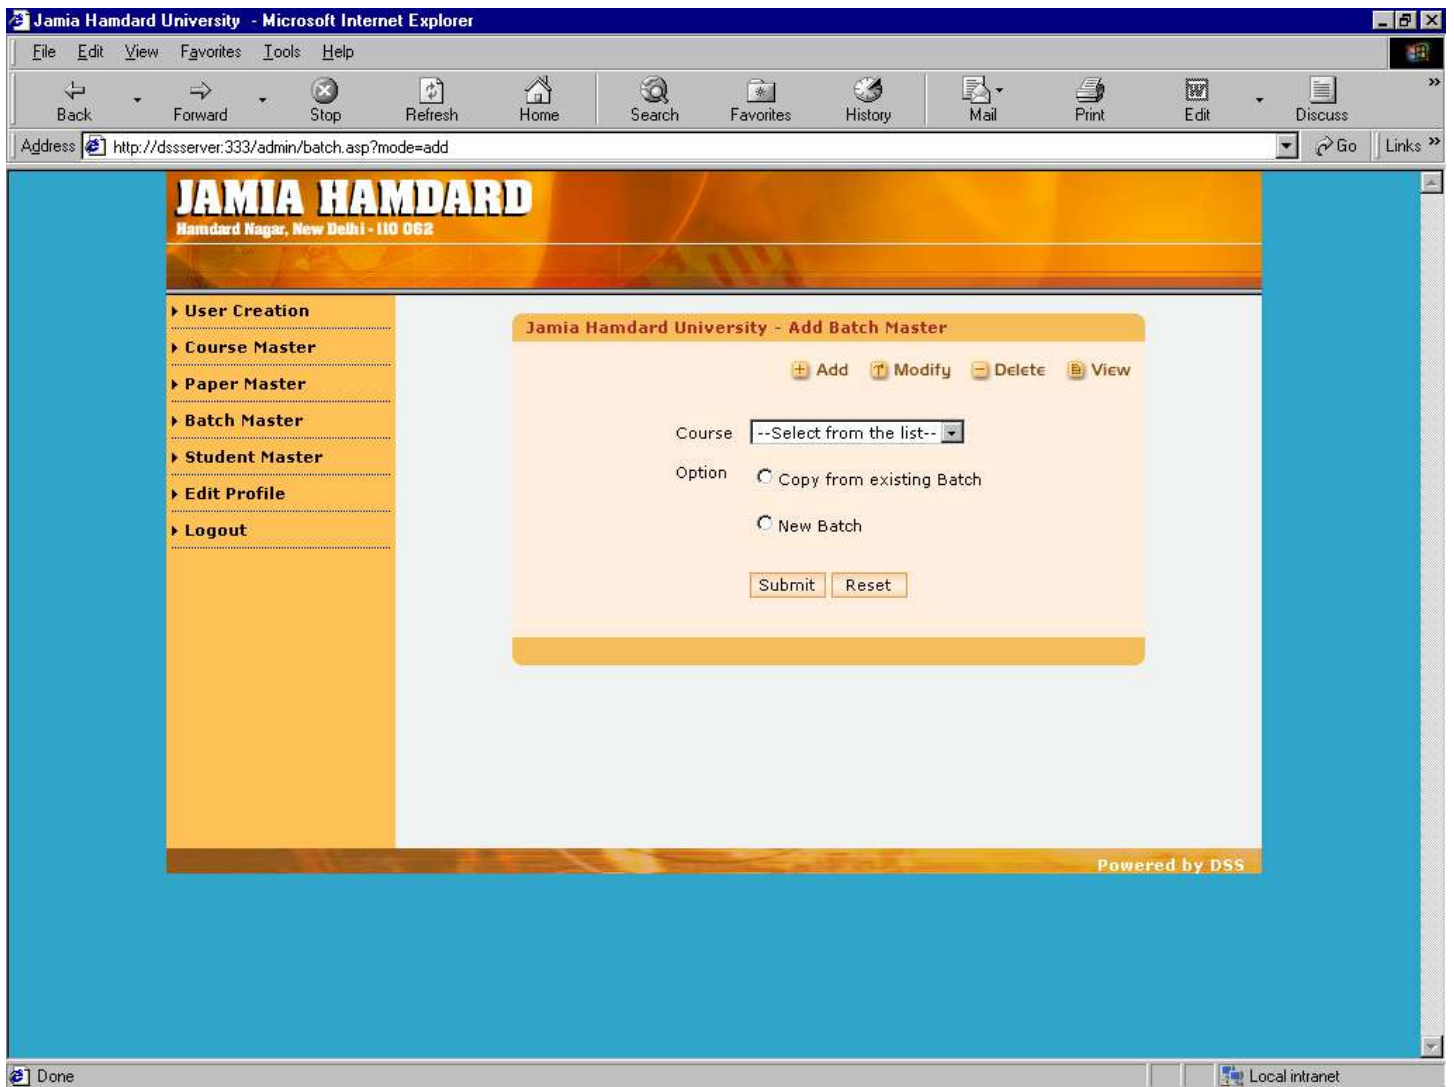 Jamia Hamdard University - Microsoft Internet Explorer
File Edit View Favorites Tools Help
Back Forward Stop Refresh Home Search Favorites History Mail Print Edit Discuss »
Address http://dssserver:333/admin/batch.asp?mode=add Go Links »
JAMIA HAMDARD
Hamdard Nagar, New Delhi - 110 062
User Creation
Course Master
Paper Master
Batch Master
Student Master
Edit Profile
Logout
Jamia Hamdard University - Add Batch Master
Add Modify Delete View
Course --Select from the list--
Option Copy from existing Batch
New Batch
Submit Reset
Powered by DSS
Done Local intranet